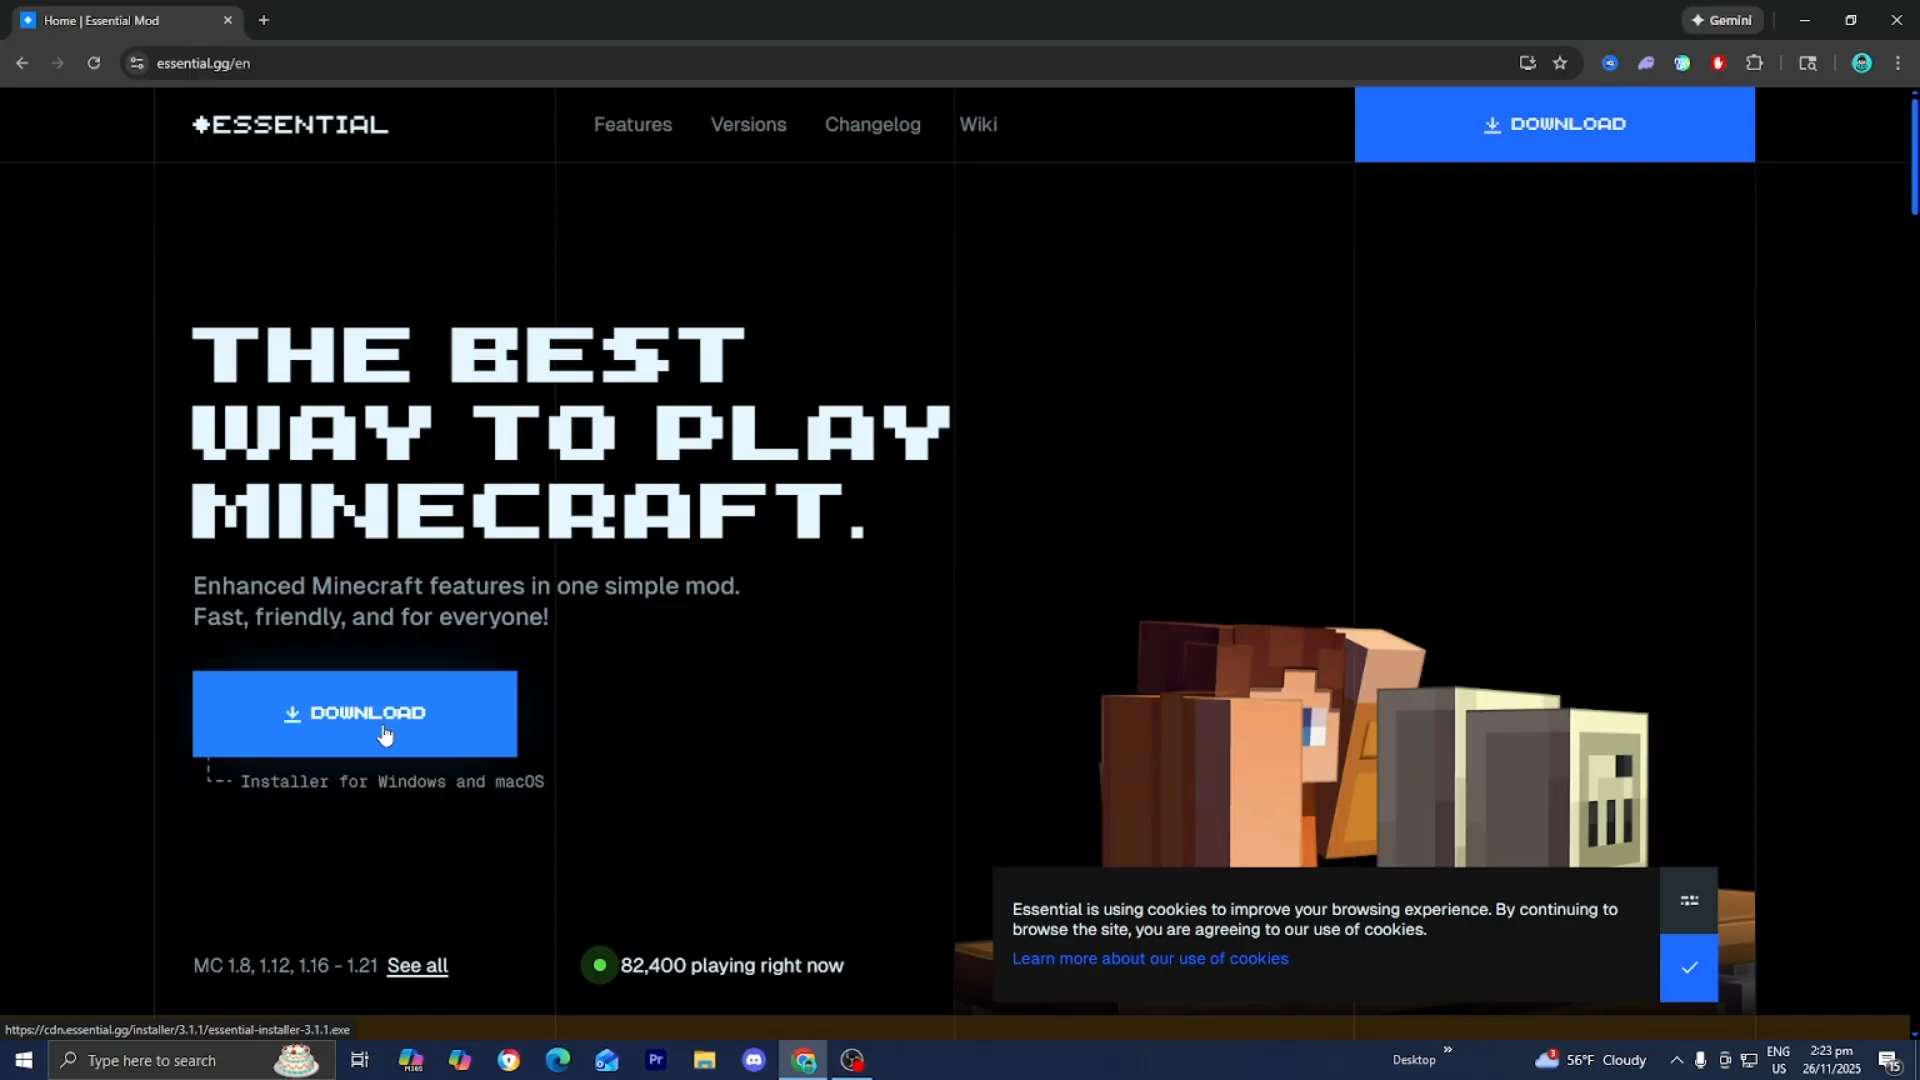 Home | Essential Mod
Gemini
essential.gg/en
ESSENTIAL
Features
Versions
Changelog
Wiki
DOWNLOAD
THE BEST
WAY TO PLAY
MINECRAFT.
Enhanced Minecraft features in one simple mod.
Fast, friendly, and for everyone!
DOWNLOAD
Installer for Windows and macOS
MC 1.8, 1.12, 1.16 - 1.21 See all
82,400 playing right now
Essential is using cookies to improve your browsing experience. By continuing to
browse the site, you are agreeing to our use of cookies.
Learn more about our use of cookies
https://cdn.essential.gg/installer/3.1.1/essential-installer-3.1.1.exe
Type here to search
M365
Pr
Desktop
3
56°F Cloudy
ENG
US
2:23 pm
26/11/2025
15